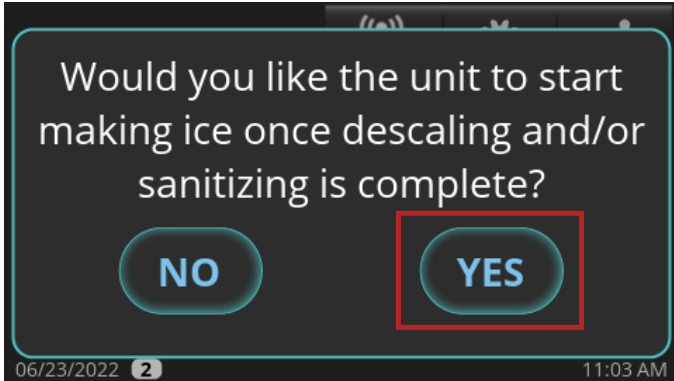 Would you like the unit to start
making ice once descaling and/or
sanitizing is complete?
NO YES
06/23/2022 2 11:03 AM